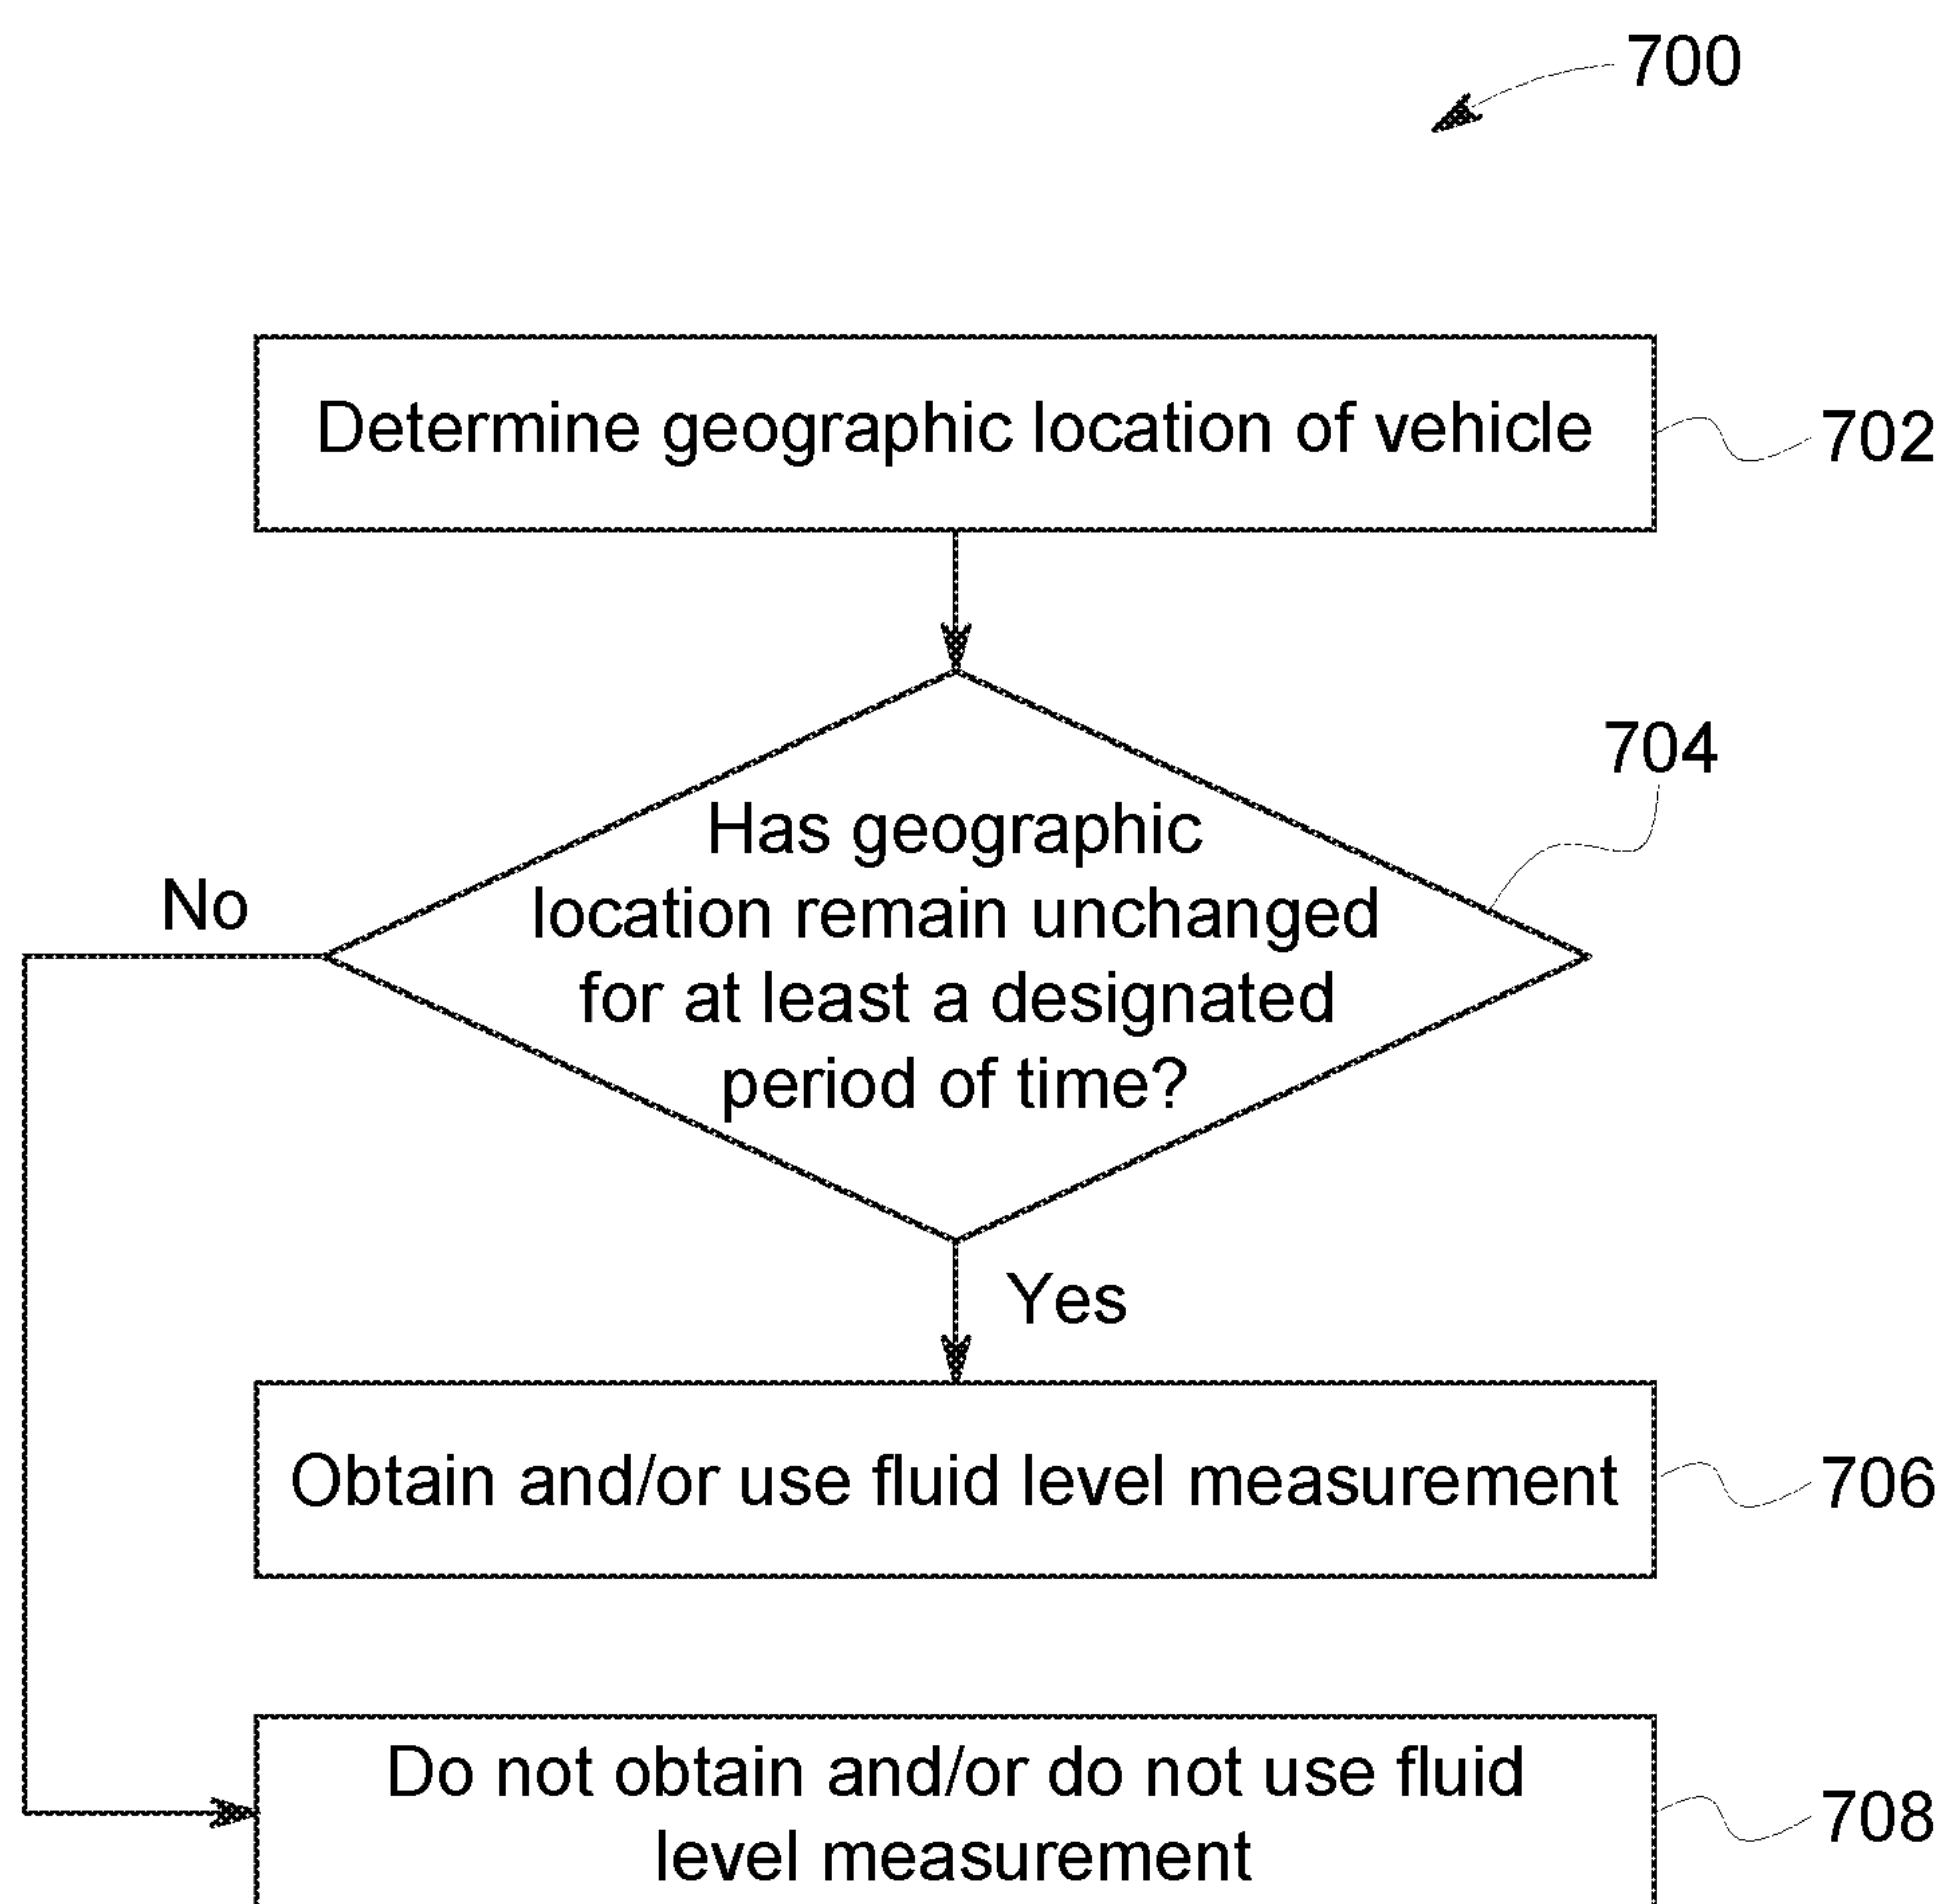 700
Determine geographic location of vehicle
702
704
Has geographic
location remain unchanged
for at least a designated
period of time?
No
Yes
Obtain and/or use fluid level measurement
706
Do not obtain and/or do not use fluid
level measurement
708